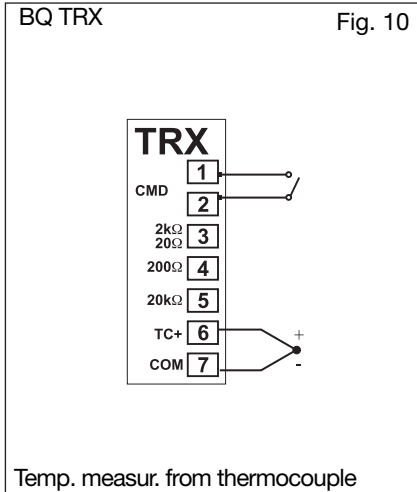 BQ TRX
Fig. 10
TRX
1
CMD
2
2kΩ
20Ω
3
200Ω 4
20kΩ 5
TC+ 6
+
COM 7
-
Temp. measur. from thermocouple